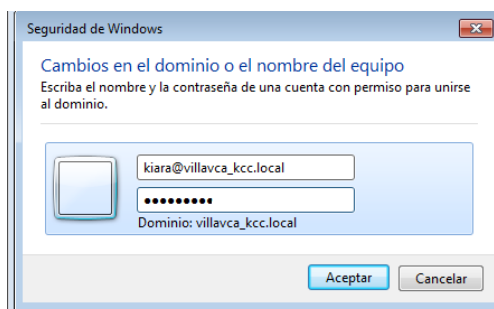 Seguridad de Windows
Cambios en el dominio o el nombre del equipo
Escriba el nombre y la contraseña de una cuenta con permiso para unirse
al dominio.
kiara@villavca_kcc.local
●●●●●●●●●
Dominio: villavca_kcc.local
Aceptar
Cancelar